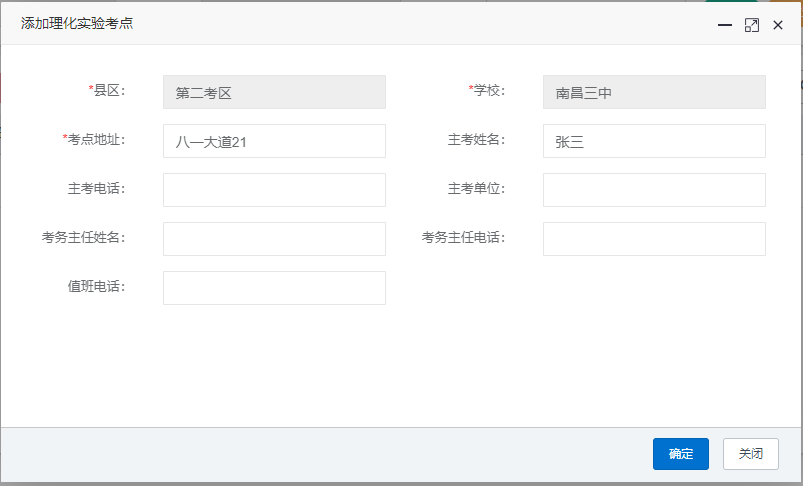 添加理化实验考点
*县区： 第二考区 *学校： 南昌三中
*考点地址： 八一大道21 主考姓名： 张三
主考电话： 主考单位：
考务主任姓名： 考务主任电话：
值班电话：
确定 关闭